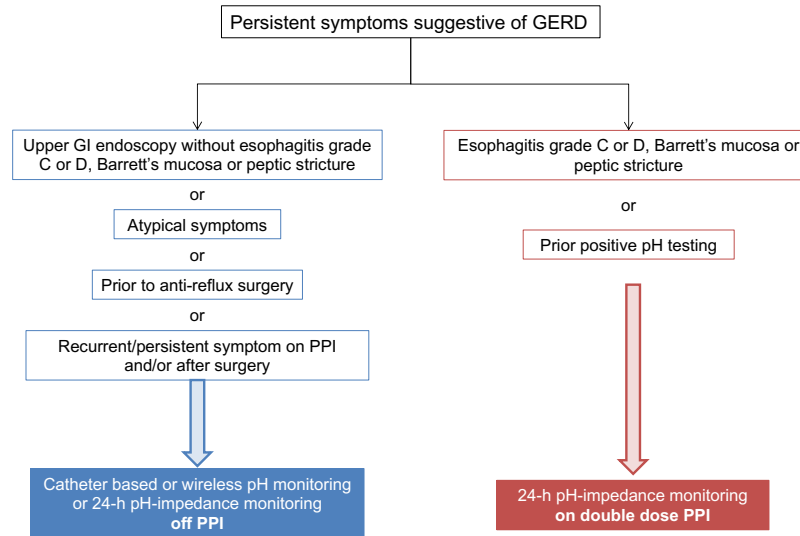 Persistent symptoms suggestive of GERD
Upper GI endoscopy without esophagitis grade
C or D, Barrett's mucosa or peptic stricture
or
Atypical symptoms
or
Prior to anti-reflux surgery
or
Recurrent/persistent symptom on PPI
and/or after surgery
Catheter based or wireless pH monitoring
or 24-h pH-impedance monitoring
off PPI
Esophagitis grade C or D, Barrett's mucosa or
peptic stricture
or
Prior positive pH testing
24-h pH-impedance monitoring
on double dose PPI